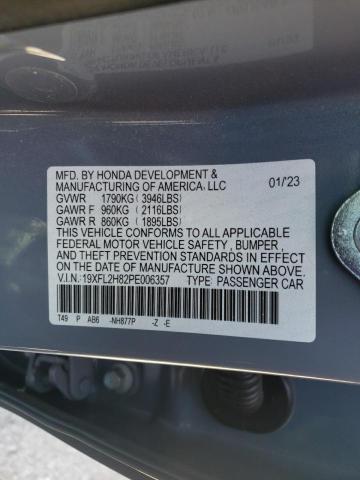 MFD. BY HONDA DEVELOPMENT &
MANUFACTURING OF AMERICA, LLC 01/23
GVWR 1790KG(3946LBS)
GAWR F 960KG(2116LBS)
GAWR R 860KG(1895LBS)
THIS VEHICLE CONFORMS TO ALL APPLICABLE
FEDERAL MOTOR VEHICLE SAFETY , BUMPER ,
AND THEFT PREVENTION STANDARDS IN EFFECT
ON THE DATE OF MANUFACTURE SHOWN ABOVE.
V.I.N.: 19XFL2H82PE006357 TYPE: PASSENGER CAR
T49 P AB6 -NH877P -Z -E